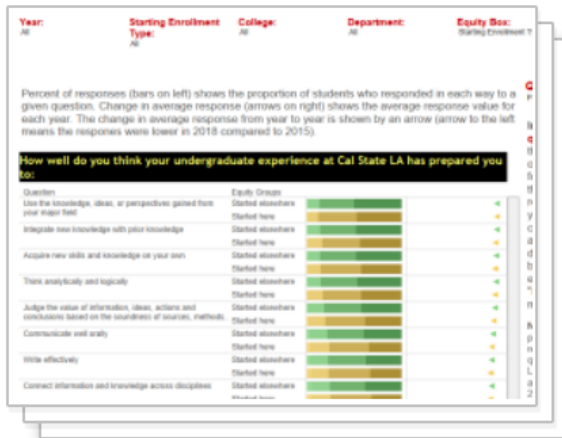 Year: Starting Enrollment Type: College: Department: Equity Box:
All All All All Starting Enrollment ?
Percent of responses (bars on left) shows the proportion of students who responded in each way to a
given question. Change in average response (arrows on right) shows the average response value for
each year. The change in average response from year to year is shown by an arrow (arrow to the left
means the respones were lower in 2018 compared to 2015).
How well do you think your undergraduate experience at Cal State LA has prepared you
to:
Question Equity Groups
Use the knowledge, ideas, or perspectives gained from
your major field
Started elsewhere
Started here
Integrate new knowledge with prior knowledge
Started elsewhere
Started here
Acquire new skills and knowledge on your own
Started elsewhere
Started here
Think analytically and logically
Started elsewhere
Started here
Judge the value of information, ideas, actions and
conclusions based on the soundness of sources, methods
Started elsewhere
Started here
Communicate well orally
Started elsewhere
Started here
Write effectively
Started elsewhere
Started here
Connect information and knowledge across disciplines
Started elsewhere
Started here